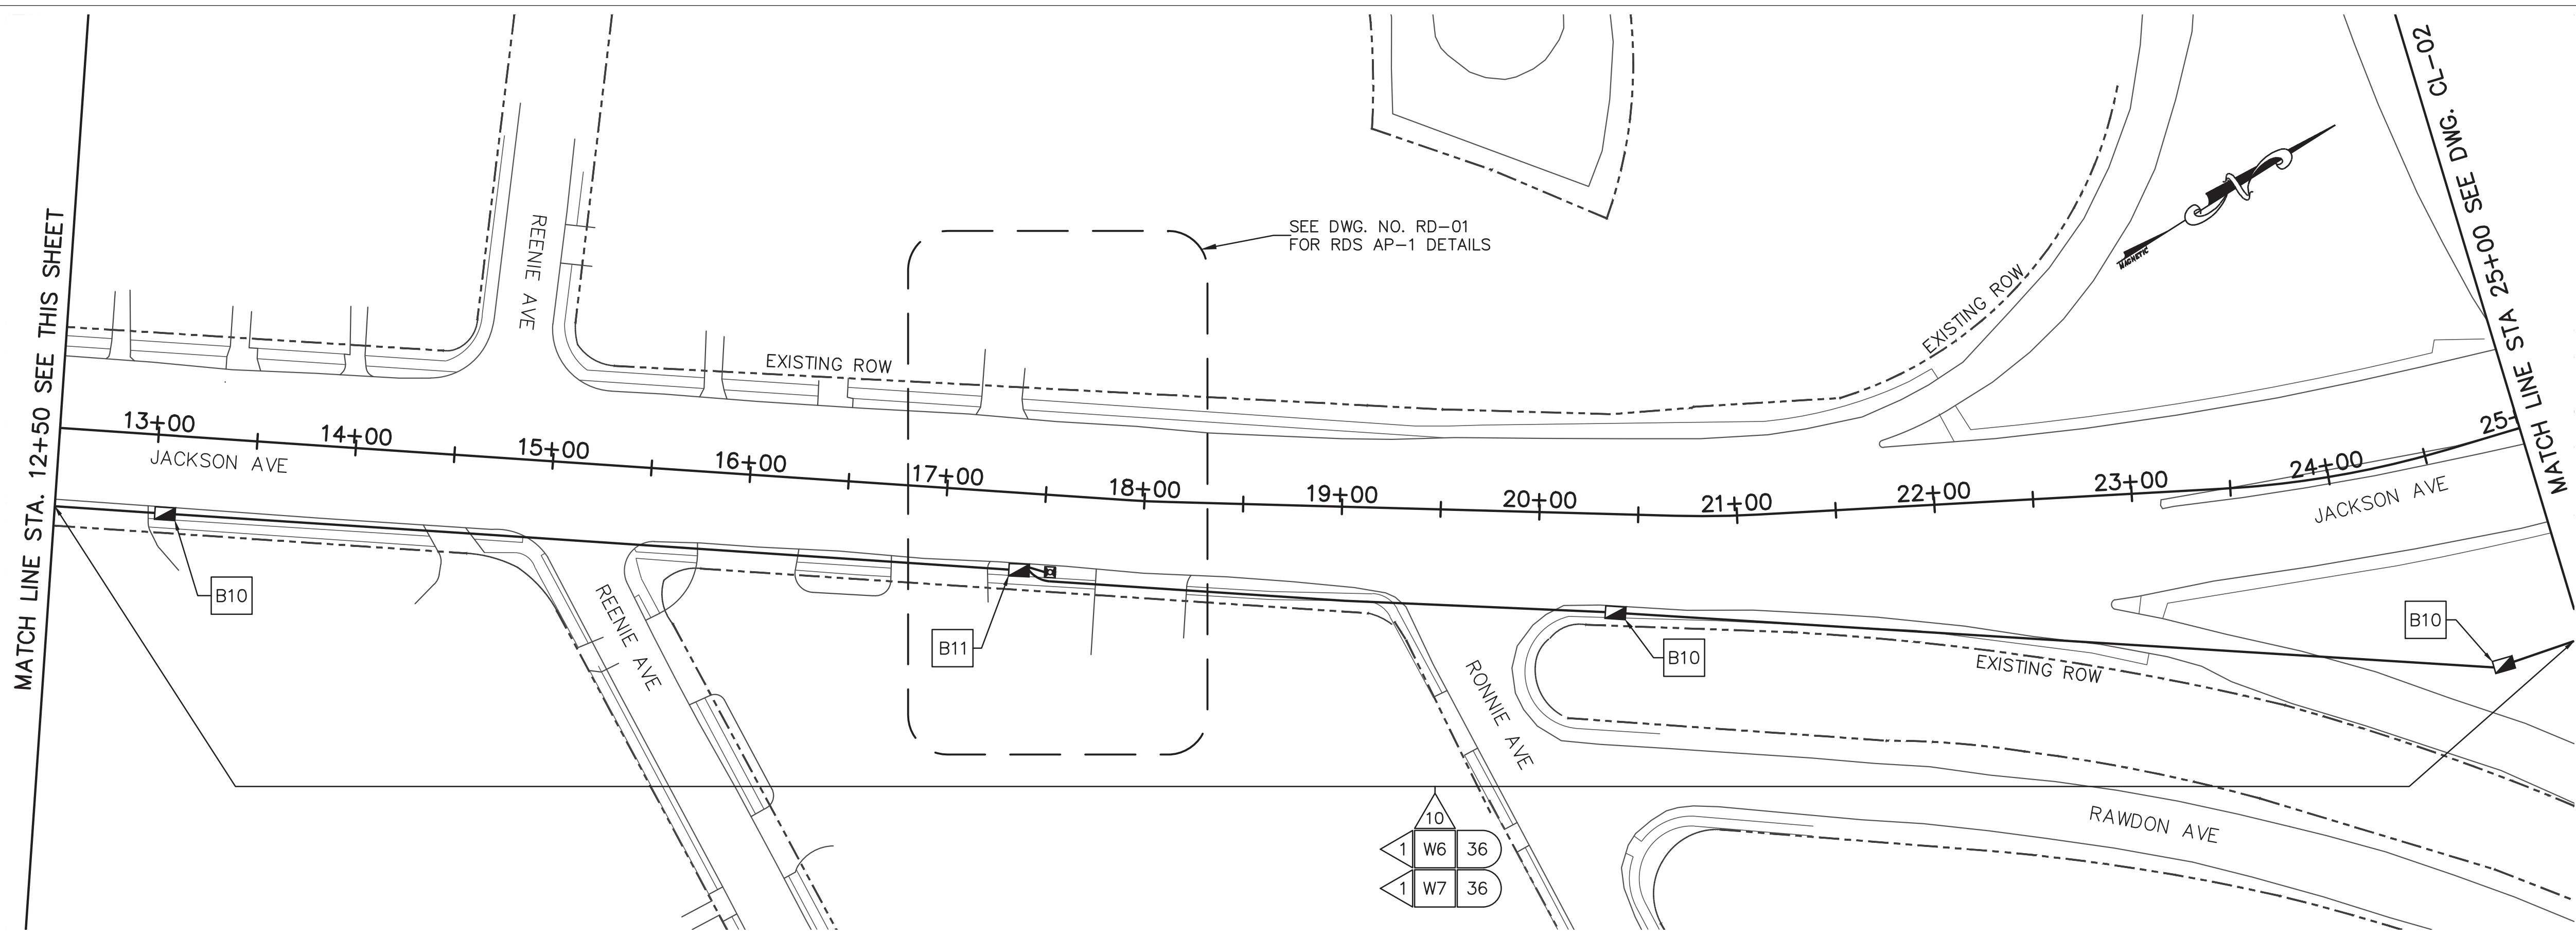 MATCH LINE STA. 12+50 SEE THIS SHEET
REENIE AVE
SEE DWG. NO. RD-01
FOR RDS AP-1 DETAILS
MAGNETIC
MATCH LINE STA 25+00 SEE DWG. CL-02
EXISTING ROW
EXISTING ROW
13+00
14+00
15+00
16+00
17+00
18+00
19+00
20+00
21+00
22+00
23+00
24+00
25+
JACKSON AVE
JACKSON AVE
B10
REENIE AVE
B11
B10
B10
RONNIE AVE
EXISTING ROW
RAWDON AVE
10
1 W6 36
1 W7 36